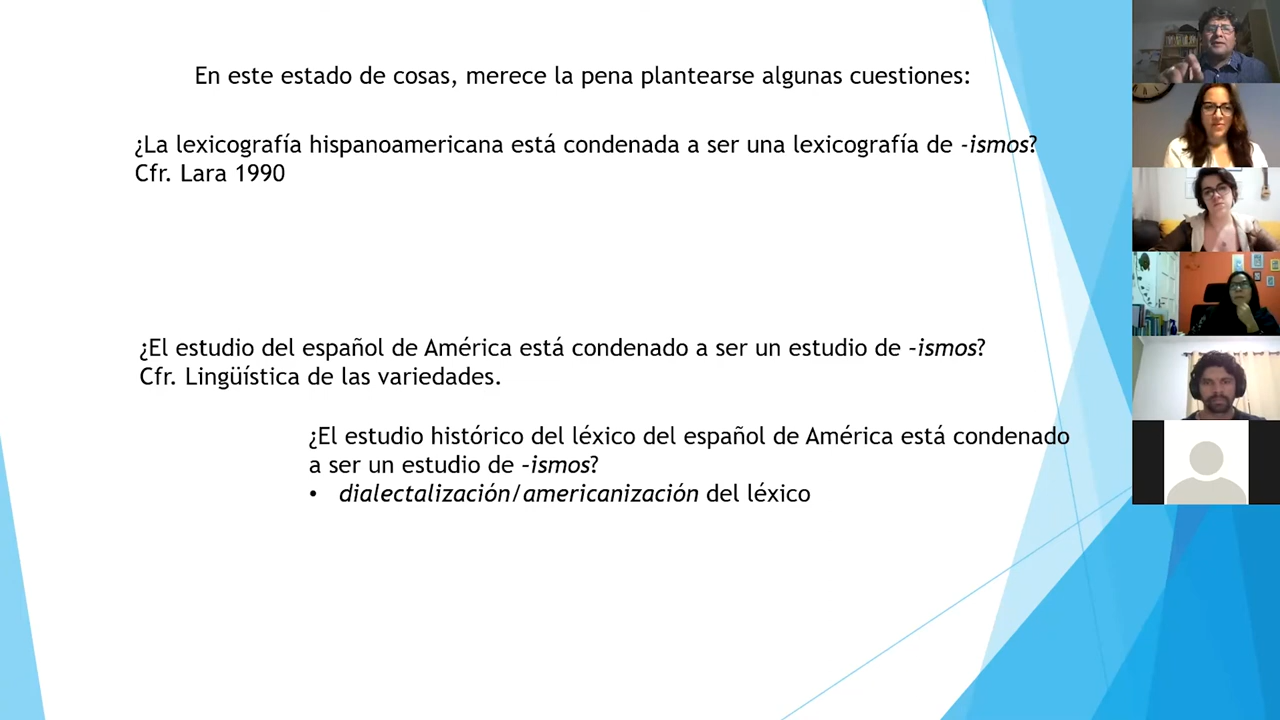 En este estado de cosas, merece la pena plantearse algunas cuestiones:
¿La lexicografía hispanoamericana está condenada a ser una lexicografía de -ismos?
Cfr. Lara 1990
¿El estudio del español de América está condenado a ser un estudio de –ismos?
Cfr. Lingüística de las variedades.
¿El estudio histórico del léxico del español de América está condenado
a ser un estudio de –ismos?
• dialectalización/americanización del léxico